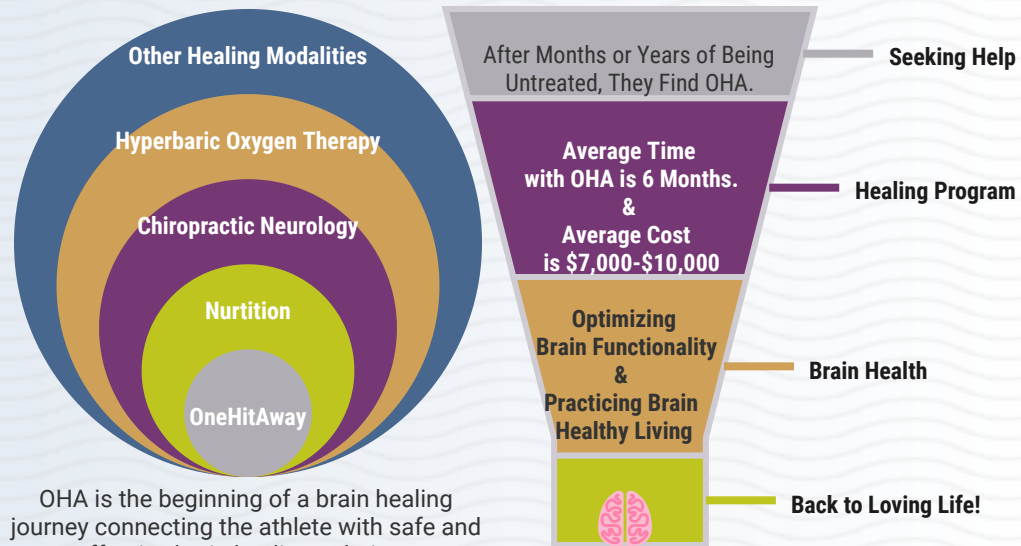 Other Healing Modalities
Hyperbaric Oxygen Therapy
Chiropractic Neurology
Nurtition
OneHitAway
OHA is the beginning of a brain healing
journey connecting the athlete with safe and
After Months or Years of Being
Untreated, They Find OHA.
Seeking Help
Average Time
with OHA is 6 Months.
&
Average Cost
is $7,000-$10,000
Healing Program
Optimizing
Brain Functionality
&
Practicing Brain
Healthy Living
Brain Health
Back to Loving Life!